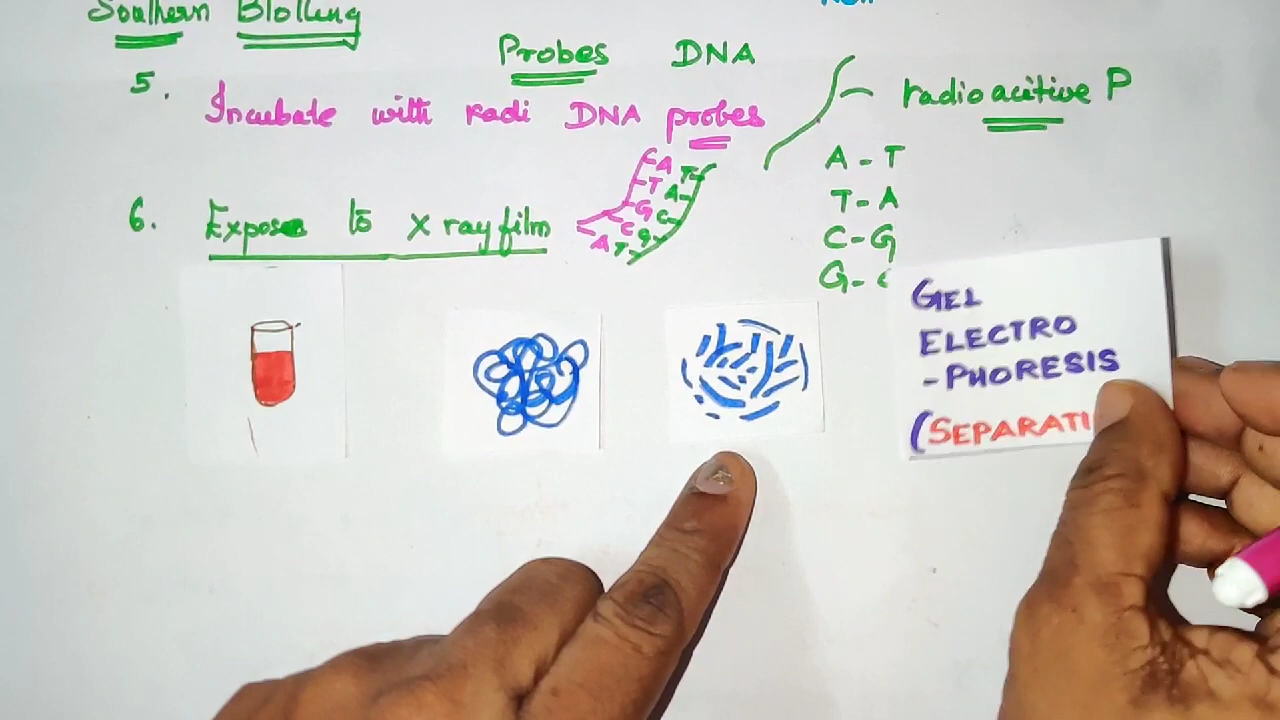 Southern Blotting
Probes DNA
5. Incubate with radi DNA probes
radioacitive P
A - T
T - A
C - G
G -
A T
T A
G C
C G
A T
6. Expose to X ray film
GEL
ELECTRO
-PHORESIS
(SEPARATI